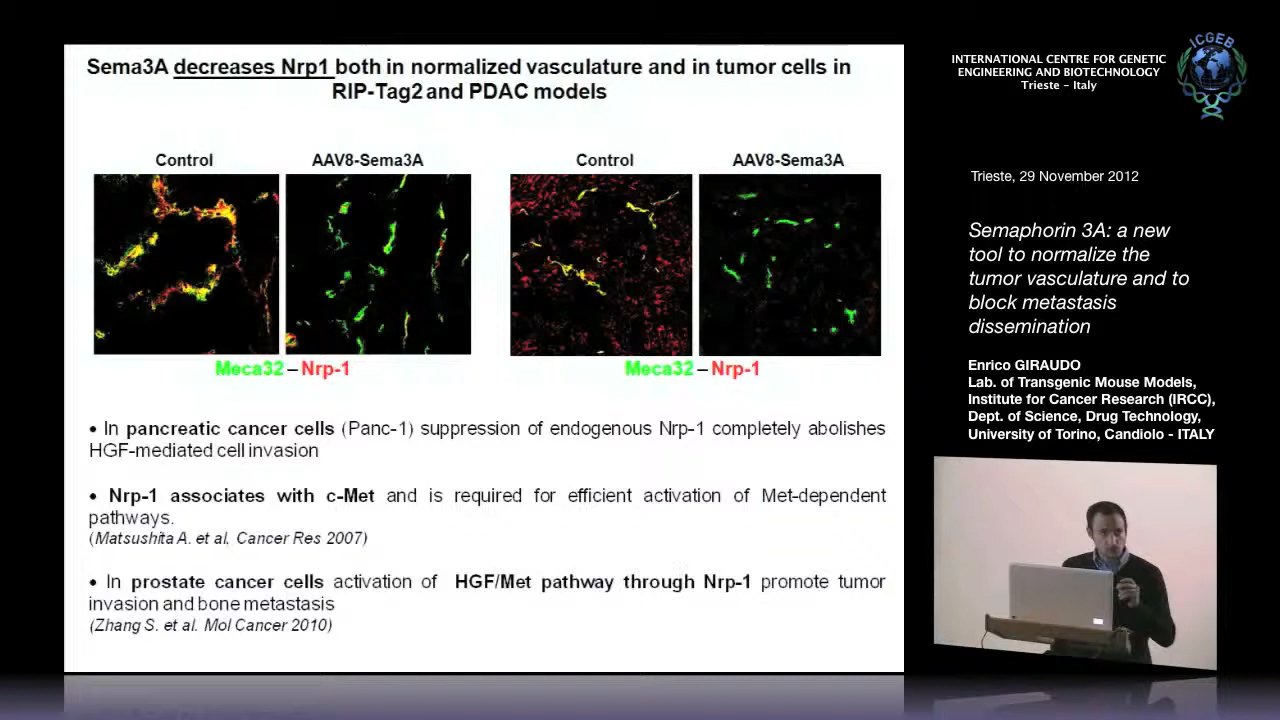 Sema3A decreases Nrp1 both in normalized vasculature and in tumor cells in
RIP-Tag2 and PDAC models
Control
AAV8-Sema3A
Control
AAV8-Sema3A
Meca32 – Nrp-1
Meca32 – Nrp-1
• In pancreatic cancer cells (Panc-1) suppression of endogenous Nrp-1 completely abolishes
HGF-mediated cell invasion
• Nrp-1 associates with c-Met and is required for efficient activation of Met-dependent
pathways.
(Matsushita A. et al, Cancer Res 2007)
• In prostate cancer cells activation of HGF/Met pathway through Nrp-1 promote tumor
invasion and bone metastasis
(Zhang S. et al. Mol Cancer 2010)
INTERNATIONAL CENTRE FOR GENETIC
ENGINEERING AND BIOTECHNOLOGY
Trieste - Italy
ICGEB
Trieste, 29 November 2012
Semaphorin 3A: a new
tool to normalize the
tumor vasculature and to
block metastasis
dissemination
Enrico GIRAUDO
Lab. of Transgenic Mouse Models,
Institute for Cancer Research (IRCC),
Dept. of Science, Drug Technology,
University of Torino, Candiolo - ITALY